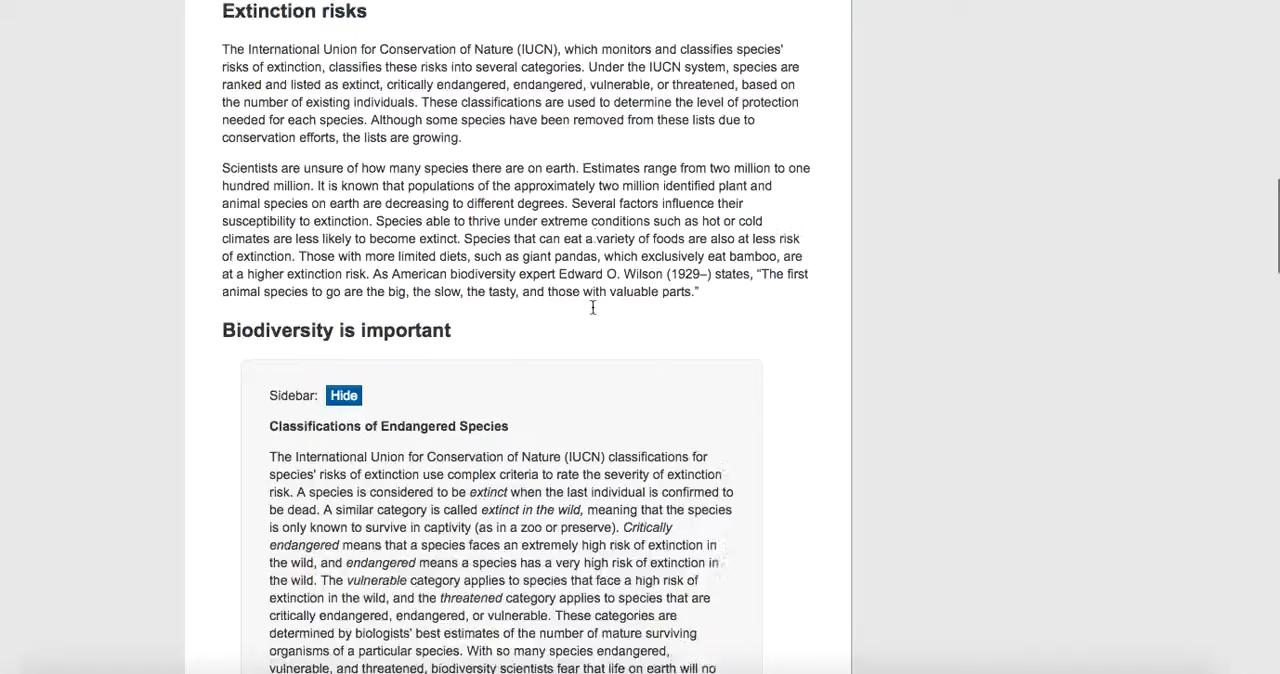 Extinction risks
The International Union for Conservation of Nature (IUCN), which monitors and classifies species'
risks of extinction, classifies these risks into several categories. Under the IUCN system, species are
ranked and listed as extinct, critically endangered, endangered, vulnerable, or threatened, based on
the number of existing individuals. These classifications are used to determine the level of protection
needed for each species. Although some species have been removed from these lists due to
conservation efforts, the lists are growing.
Scientists are unsure of how many species there are on earth. Estimates range from two million to one
hundred million. It is known that populations of the approximately two million identified plant and
animal species on earth are decreasing to different degrees. Several factors influence their
susceptibility to extinction. Species able to thrive under extreme conditions such as hot or cold
climates are less likely to become extinct. Species that can eat a variety of foods are also at less risk
of extinction. Those with more limited diets, such as giant pandas, which exclusively eat bamboo, are
at a higher extinction risk. As American biodiversity expert Edward O. Wilson (1929–) states, “The first
animal species to go are the big, the slow, the tasty, and those with valuable parts.”
Biodiversity is important
Sidebar: Hide
Classifications of Endangered Species
The International Union for Conservation of Nature (IUCN) classifications for
species' risks of extinction use complex criteria to rate the severity of extinction
risk. A species is considered to be extinct when the last individual is confirmed to
be dead. A similar category is called extinct in the wild, meaning that the species
is only known to survive in captivity (as in a zoo or preserve). Critically
endangered means that a species faces an extremely high risk of extinction in
the wild, and endangered means a species has a very high risk of extinction in
the wild. The vulnerable category applies to species that face a high risk of
extinction in the wild, and the threatened category applies to species that are
critically endangered, endangered, or vulnerable. These categories are
determined by biologists' best estimates of the number of mature surviving
organisms of a particular species. With so many species endangered,
vulnerable, and threatened, biodiversity scientists fear that life on earth will no